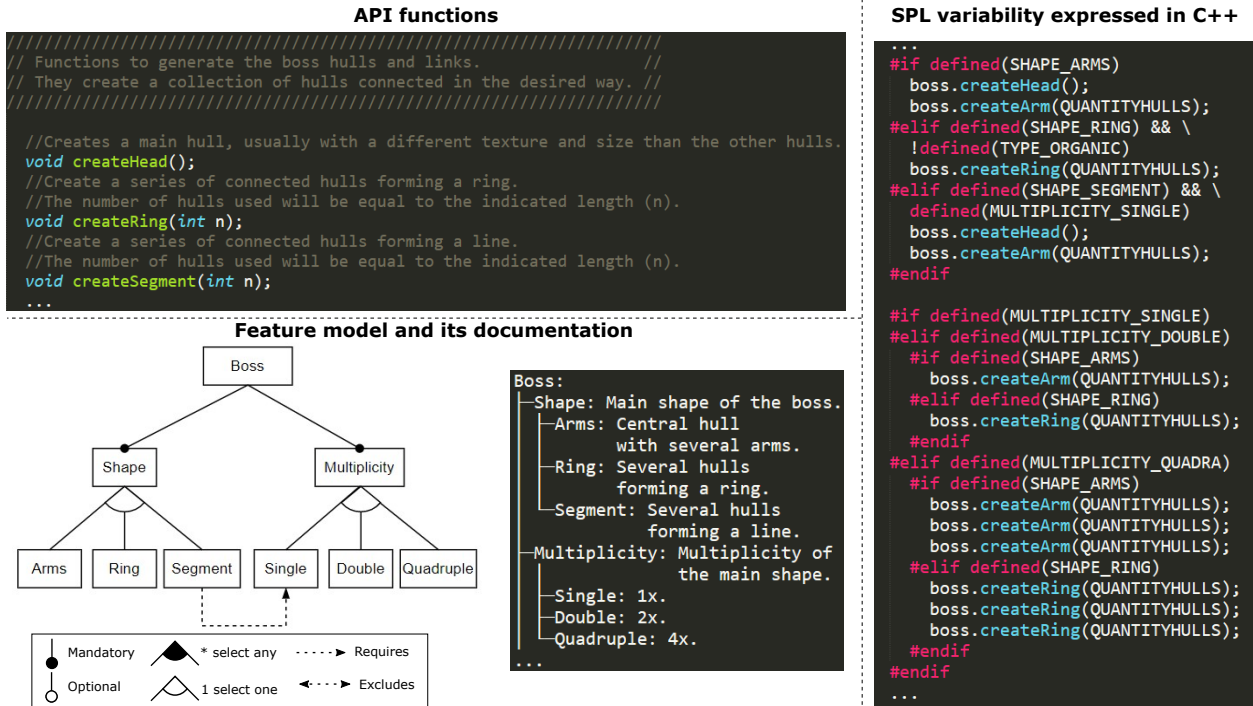 API functions
//////////////////////////////////////////////////////////////////////
// Functions to generate the boss hulls and links. //
// They create a collection of hulls connected in the desired way. //
//////////////////////////////////////////////////////////////////////
//Creates a main hull, usually with a different texture and size than the other hulls.
void createHead();
//Create a series of connected hulls forming a ring.
//The number of hulls used will be equal to the indicated length (n).
void createRing(int n);
//Create a series of connected hulls forming a line.
//The number of hulls used will be equal to the indicated length (n).
void createSegment(int n);
...
Feature model and its documentation
Boss
Shape
Multiplicity
Arms
Ring
Segment
Single
Double
Quadruple
Mandatory
* select any
Requires
Optional
1 select one
Excludes
Boss:
Shape: Main shape of the boss.
Arms: Central hull
with several arms.
Ring: Several hulls
forming a ring.
Segment: Several hulls
forming a line.
Multiplicity: Multiplicity of
the main shape.
Single: 1x.
Double: 2x.
Quadruple: 4x.
...
SPL variability expressed in C++
...
#if defined(SHAPE_ARMS)
boss.createHead();
boss.createArm(QUANTITYHULLS);
#elif defined(SHAPE_RING) && \
!defined(TYPE_ORGANIC)
boss.createRing(QUANTITYHULLS);
#elif defined(SHAPE_SEGMENT) && \
defined(MULTIPLICITY_SINGLE)
boss.createHead();
boss.createArm(QUANTITYHULLS);
#endif
#if defined(MULTIPLICITY_SINGLE)
#elif defined(MULTIPLICITY_DOUBLE)
#if defined(SHAPE_ARMS)
boss.createArm(QUANTITYHULLS);
#elif defined(SHAPE_RING)
boss.createRing(QUANTITYHULLS);
#endif
#elif defined(MULTIPLICITY_QUADRA)
#if defined(SHAPE_ARMS)
boss.createArm(QUANTITYHULLS);
boss.createArm(QUANTITYHULLS);
boss.createArm(QUANTITYHULLS);
#elif defined(SHAPE_RING)
boss.createRing(QUANTITYHULLS);
boss.createRing(QUANTITYHULLS);
boss.createRing(QUANTITYHULLS);
#endif
#endif
...